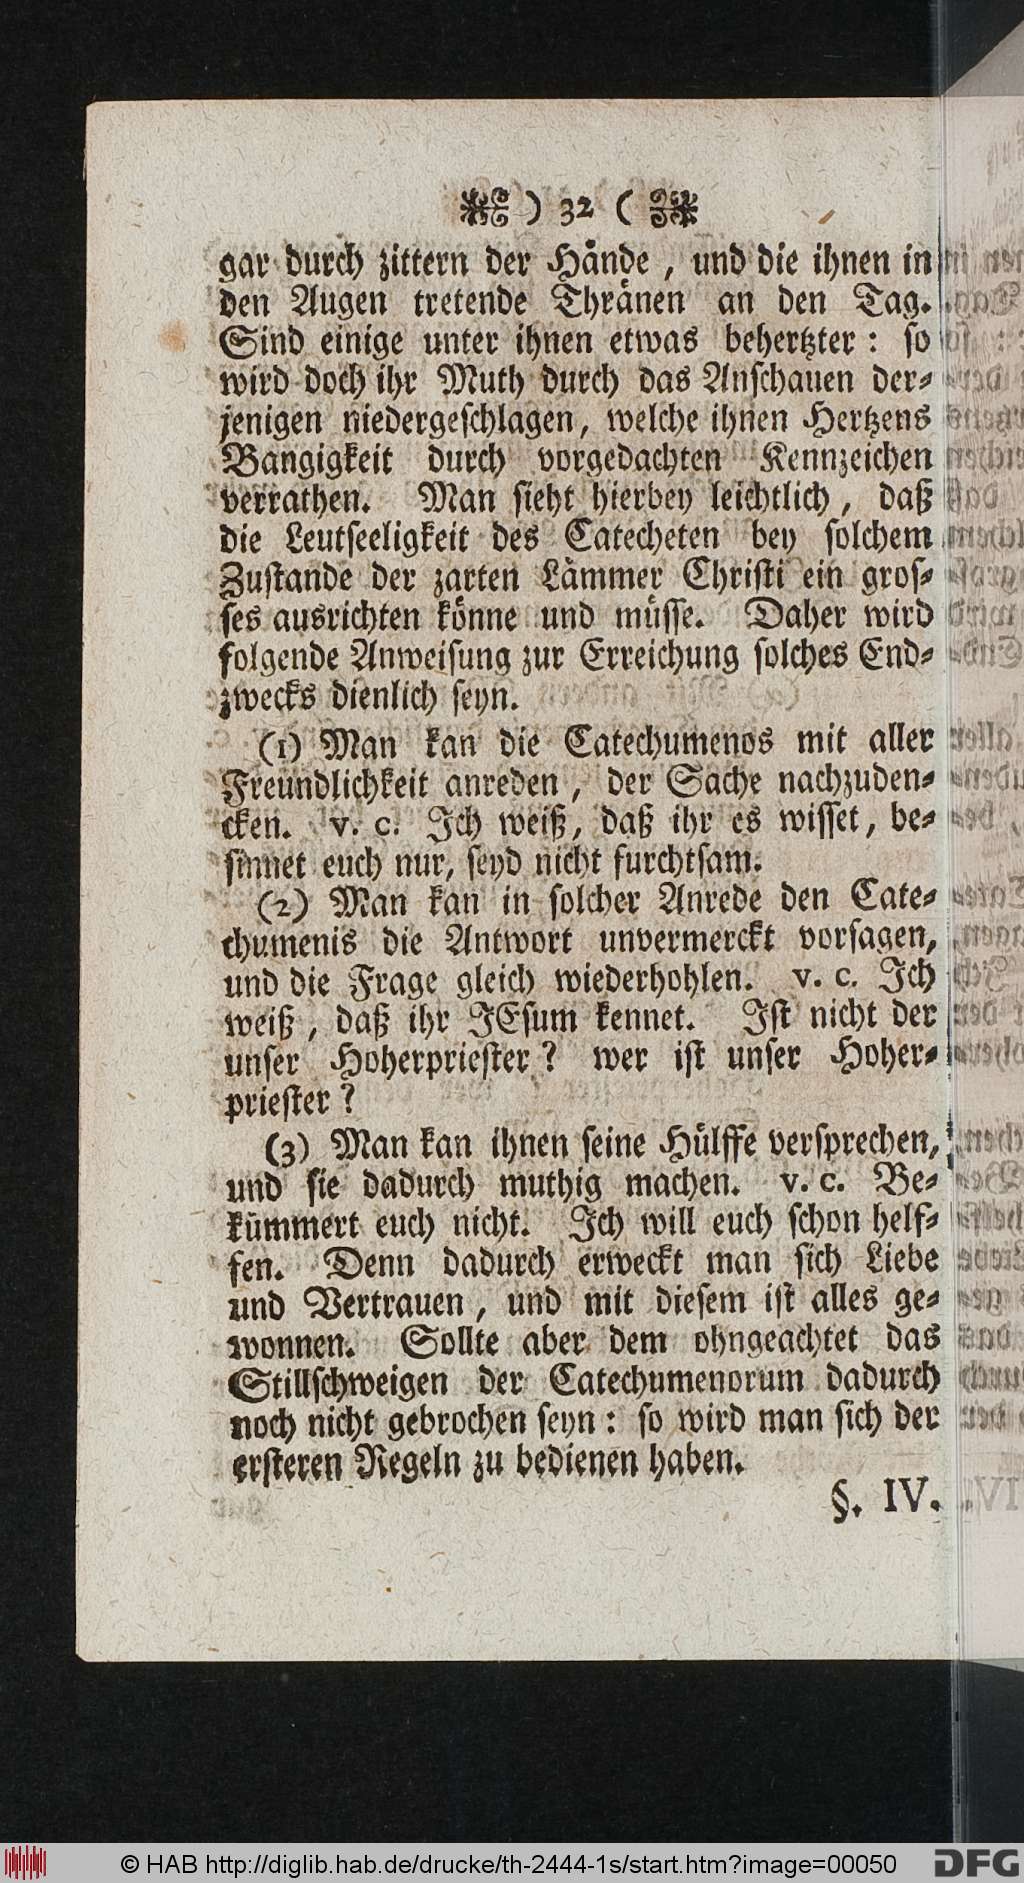 ) 32 (
gar durch zittern der Hånde, und die ihnen in
den Augen tretende Thrånen an den Tag.
Sind einige unter ihnen etwas behertzter: so
wird doch ihr Muth durch das Anschauen der-
jenigen niedergeschlagen, welche ihnen Hertzens
Bangigkeit durch vorgedachten Kennzeichen
verrathen. Man sieht hierbey leichtlich, daß
die Leutseeligkeit des Catecheten bey solchem
Zustande der zarten Låmmer Christi ein gros-
ses ausrichten könne und müsse. Daher wird
folgende Anweisung zur Erreichung solches End-
zwecks dienlich seyn.
(1) Man kan die Catechumenos mit aller
Freundlichkeit anreden, der Sache nachzuden-
cken. v. c. Ich weiß, daß ihr es wisset, be-
sinnet euch nur, seyd nicht furchtsam.
(2) Man kan in solcher Anrede den Cate-
chumenis die Antwort unvermerckt vorsagen,
und die Frage gleich wiederhohlen. v. c. Ich
weiß, daß ihr JEsum kennet. Ist nicht der
unser Hoherpriester? wer ist unser Hoher-
priester?
(3) Man kan ihnen seine Hülffe versprechen,
und sie dadurch muthig machen. v. c. Be-
kümmert euch nicht. Ich will euch schon helf-
fen. Denn dadurch erweckt man sich Liebe
und Vertrauen, und mit diesem ist alles ge-
wonnen. Sollte aber dem ohngeachtet das
Stillschweigen der Catechumenorum dadurch
noch nicht gebrochen seyn: so wird man sich der
ersteren Regeln zu bedienen haben.
§. IV.
© HAB http://diglib.hab.de/drucke/th-2444-1s/start.htm?image=00050
DFG